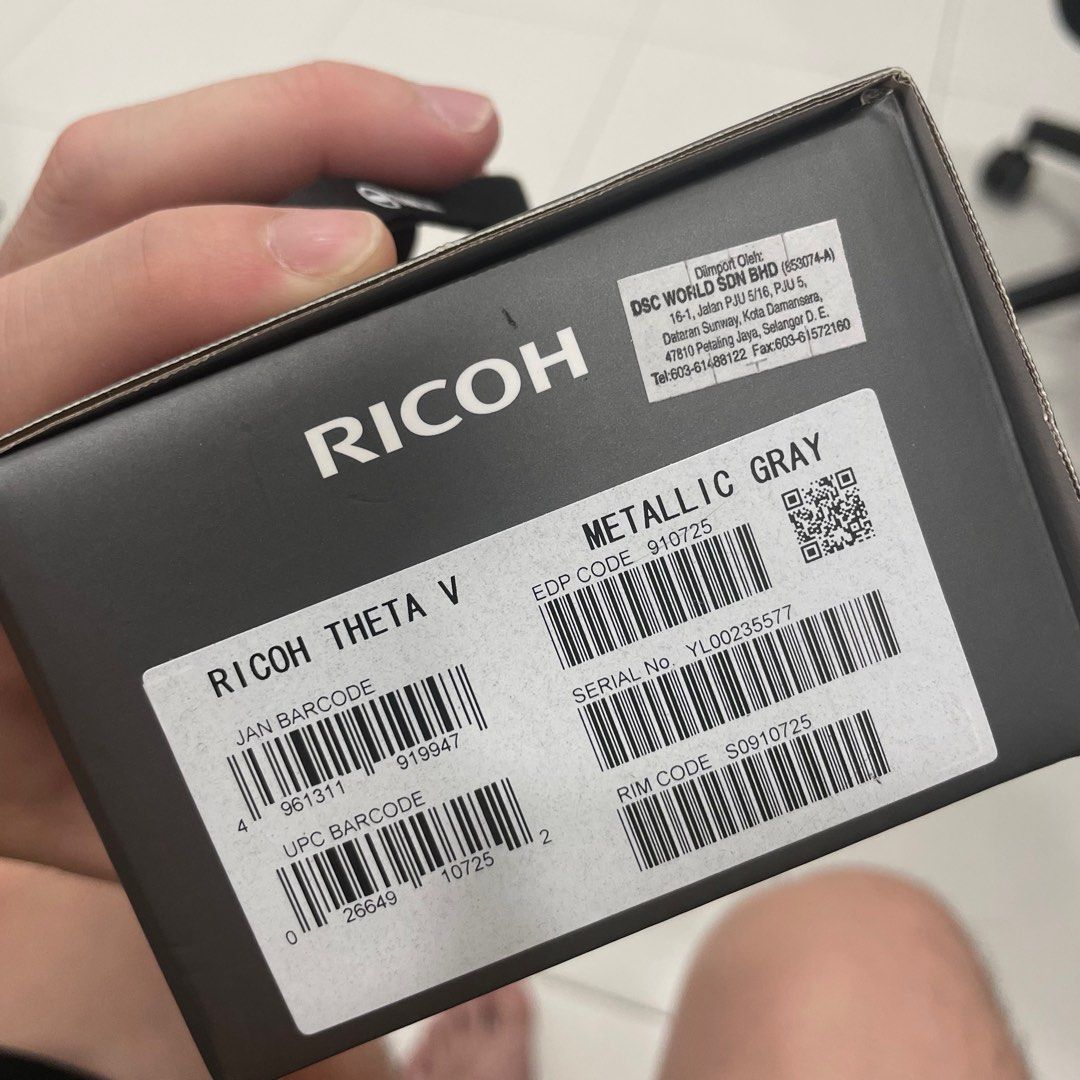 Diimport Oleh:
DSC WORLD SDN BHD (853074-A)
16-1, Jalan PJU 5/16, PJU 5,
Dataran Sunway, Kota Damansara,
47810 Petaling Jaya, Selangor D. E.
Tel:603-61488122 Fax:603-61572160
RICOH
RICOH THETA V
METALLIC GRAY
JAN BARCODE
4 961311 919947
UPC BARCODE
0 26649 10725 2
EDP CODE 910725
SERIAL No. YL00235577
RIM CODE S0910725